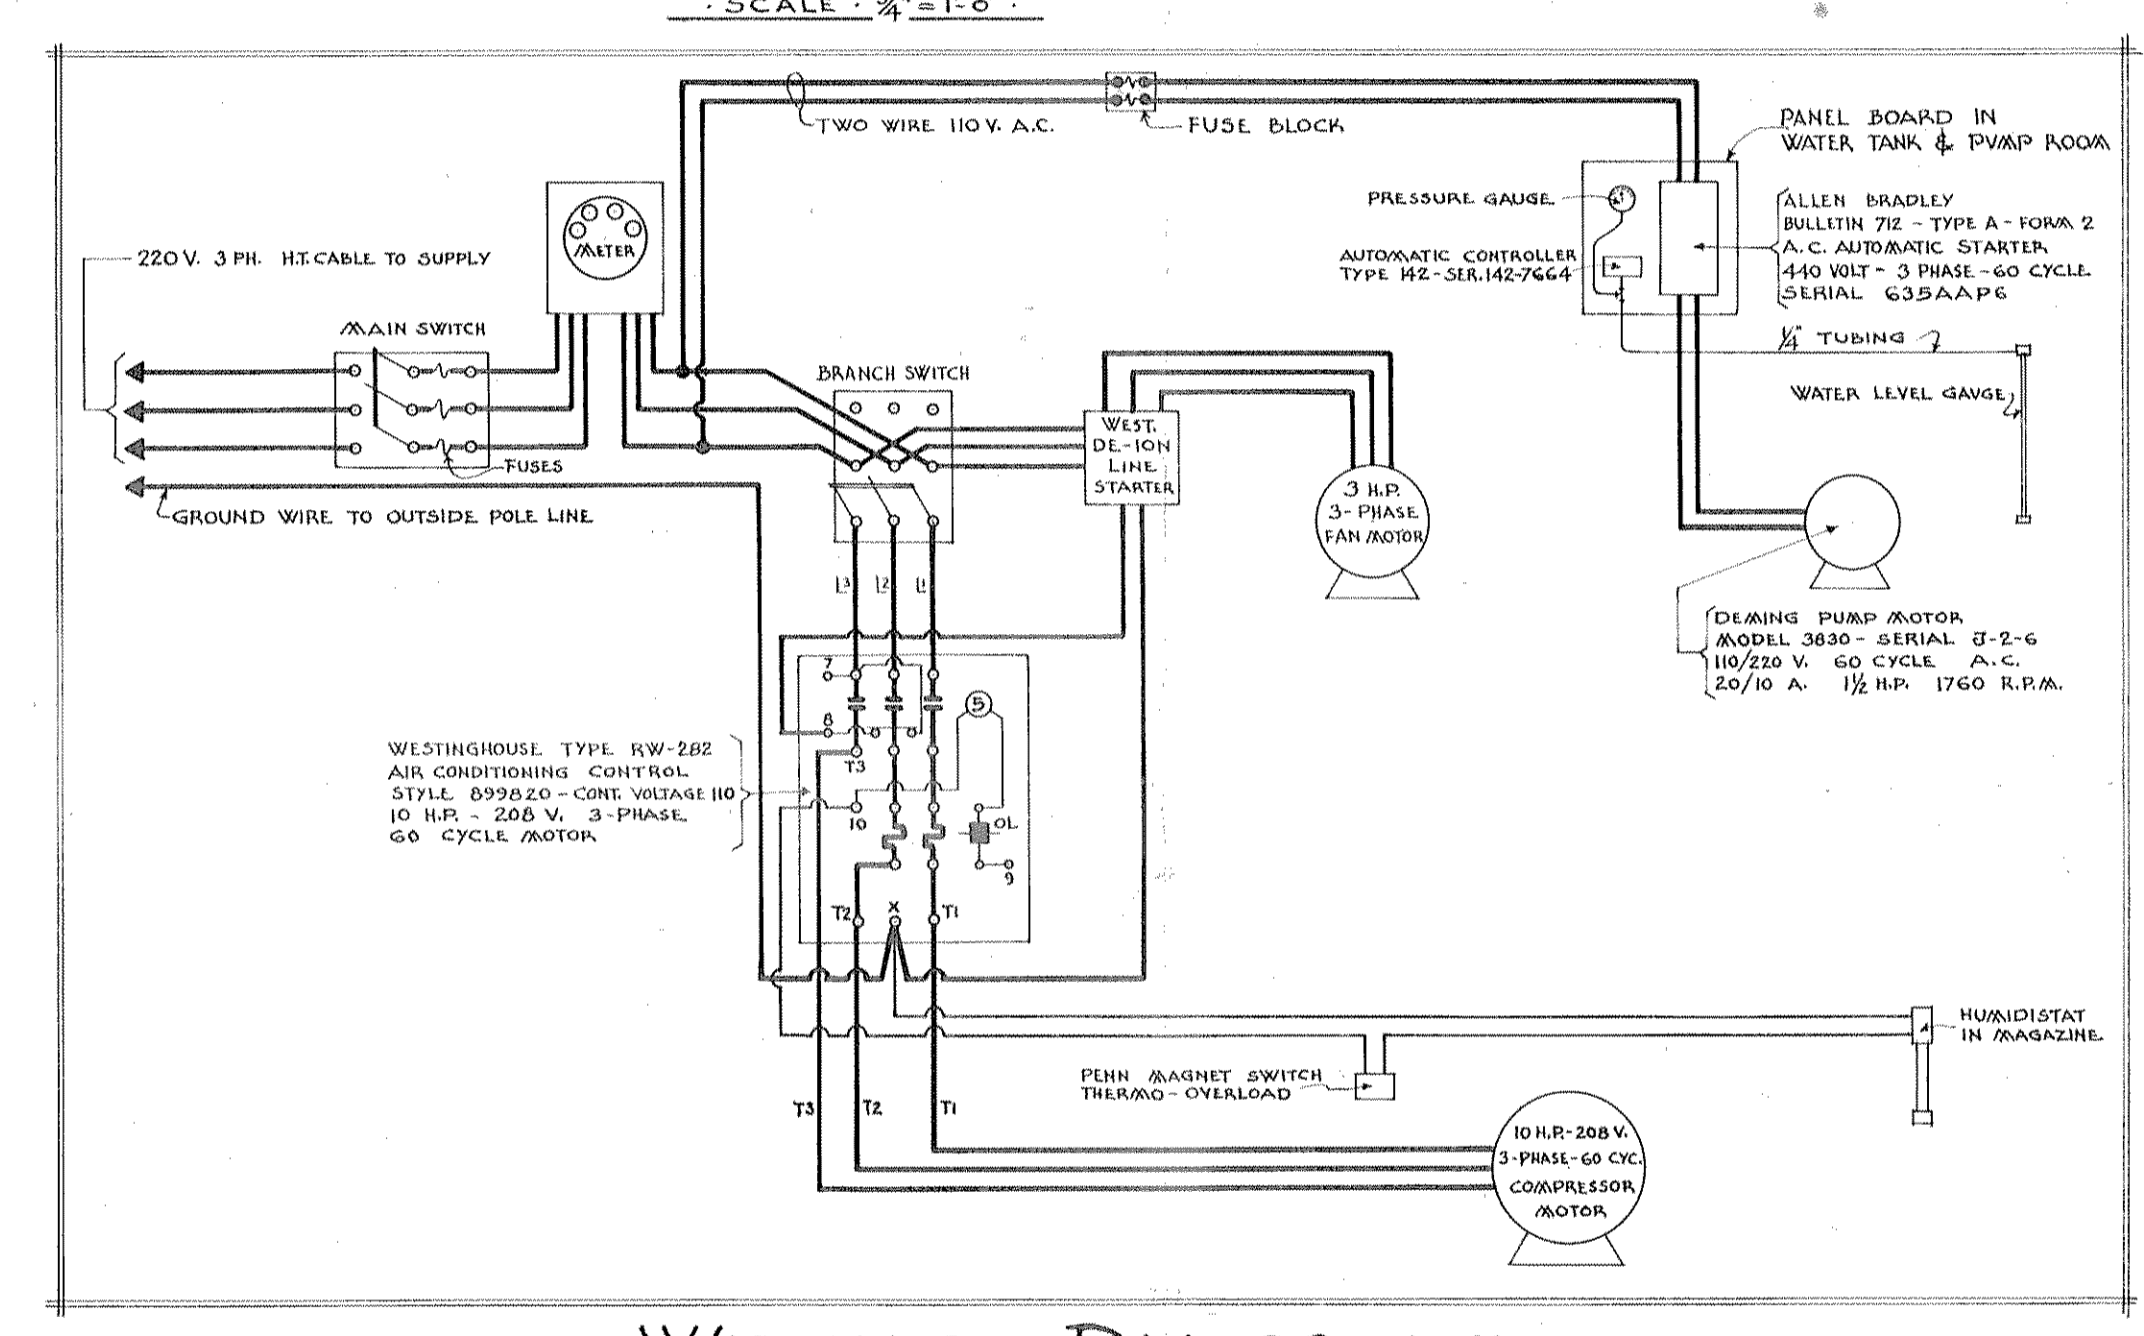 · SCALE · 3/4" = 1'-0" ·
TWO WIRE 110 V. A.C.
FUSE BLOCK
PANEL BOARD IN
WATER TANK & PUMP ROOM
PRESSURE GAUGE
AUTOMATIC CONTROLLER
TYPE 142-SER.142-7664
ALLEN BRADLEY
BULLETIN 712 - TYPE A - FORM 2
A.C. AUTOMATIC STARTER
440 VOLT - 3 PHASE - 60 CYCLE
SERIAL 635AAP6
METER
220 V. 3 PH. H.T. CABLE TO SUPPLY
MAIN SWITCH
FUSES
GROUND WIRE TO OUTSIDE POLE LINE
BRANCH SWITCH
WEST.
DE-ION
LINE
STARTER
3 H.P.
3-PHASE
FAN MOTOR
1/4" TUBING
WATER LEVEL GAUGE
DEMING PUMP MOTOR
MODEL 3830 - SERIAL J-2-6
110/220 V. 60 CYCLE A.C.
20/10 A. 1½ H.P. 1760 R.P.M.
L3 L2 L1
7
8
5
T3
10
OL
9
T2 X T1
WESTINGHOUSE TYPE RW-282
AIR CONDITIONING CONTROL
STYLE 899820 - CONT. VOLTAGE 110
10 H.P. - 208 V. 3-PHASE
60 CYCLE MOTOR
HUMIDISTAT
IN MAGAZINE
PENN MAGNET SWITCH
THERMO-OVERLOAD
T3 T2 T1
10 H.P.-208 V.
3-PHASE-60 CYC.
COMPRESSOR
MOTOR